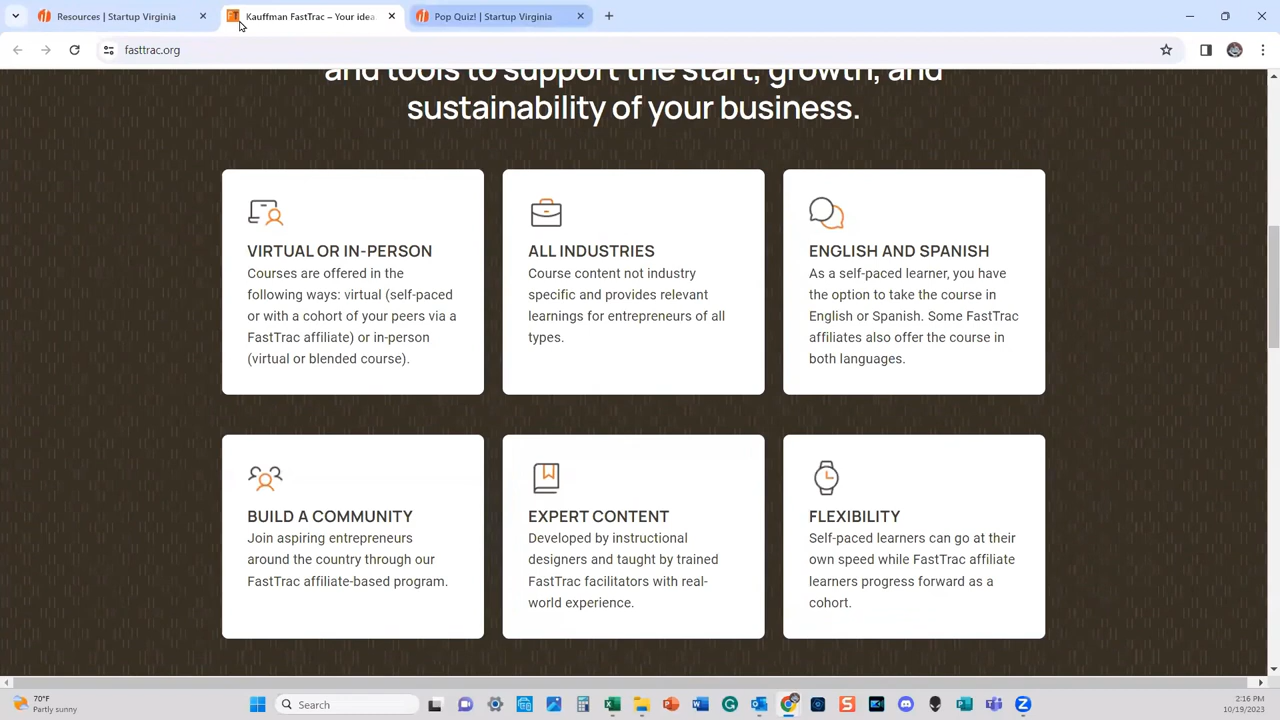 Resources | Startup Virginia
Kauffman FastTrac – Your idea.
Pop Quiz! | Startup Virginia
fasttrac.org
and tools to support the start, growth, and
sustainability of your business.
VIRTUAL OR IN-PERSON
Courses are offered in the
following ways: virtual (self-paced
or with a cohort of your peers via a
FastTrac affiliate) or in-person
(virtual or blended course).
ALL INDUSTRIES
Course content not industry
specific and provides relevant
learnings for entrepreneurs of all
types.
ENGLISH AND SPANISH
As a self-paced learner, you have
the option to take the course in
English or Spanish. Some FastTrac
affiliates also offer the course in
both languages.
BUILD A COMMUNITY
Join aspiring entrepreneurs
around the country through our
FastTrac affiliate-based program.
EXPERT CONTENT
Developed by instructional
designers and taught by trained
FastTrac facilitators with real-
world experience.
FLEXIBILITY
Self-paced learners can go at their
own speed while FastTrac affiliate
learners progress forward as a
cohort.
70°F
Partly sunny
Search
2:16 PM
10/19/2023